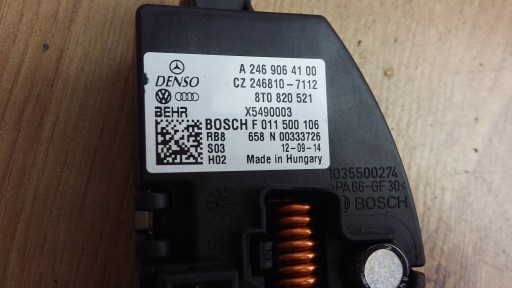 A 246 906 41 00
DENSO CZ 246810-7112
8T0 820 521
BEHR X5490003
BOSCH F 011 500 106
RB8 658 N 00333726
S03 12-09-14
H02 Made in Hungary
1035500274
>PA66-GF30<
BOSCH